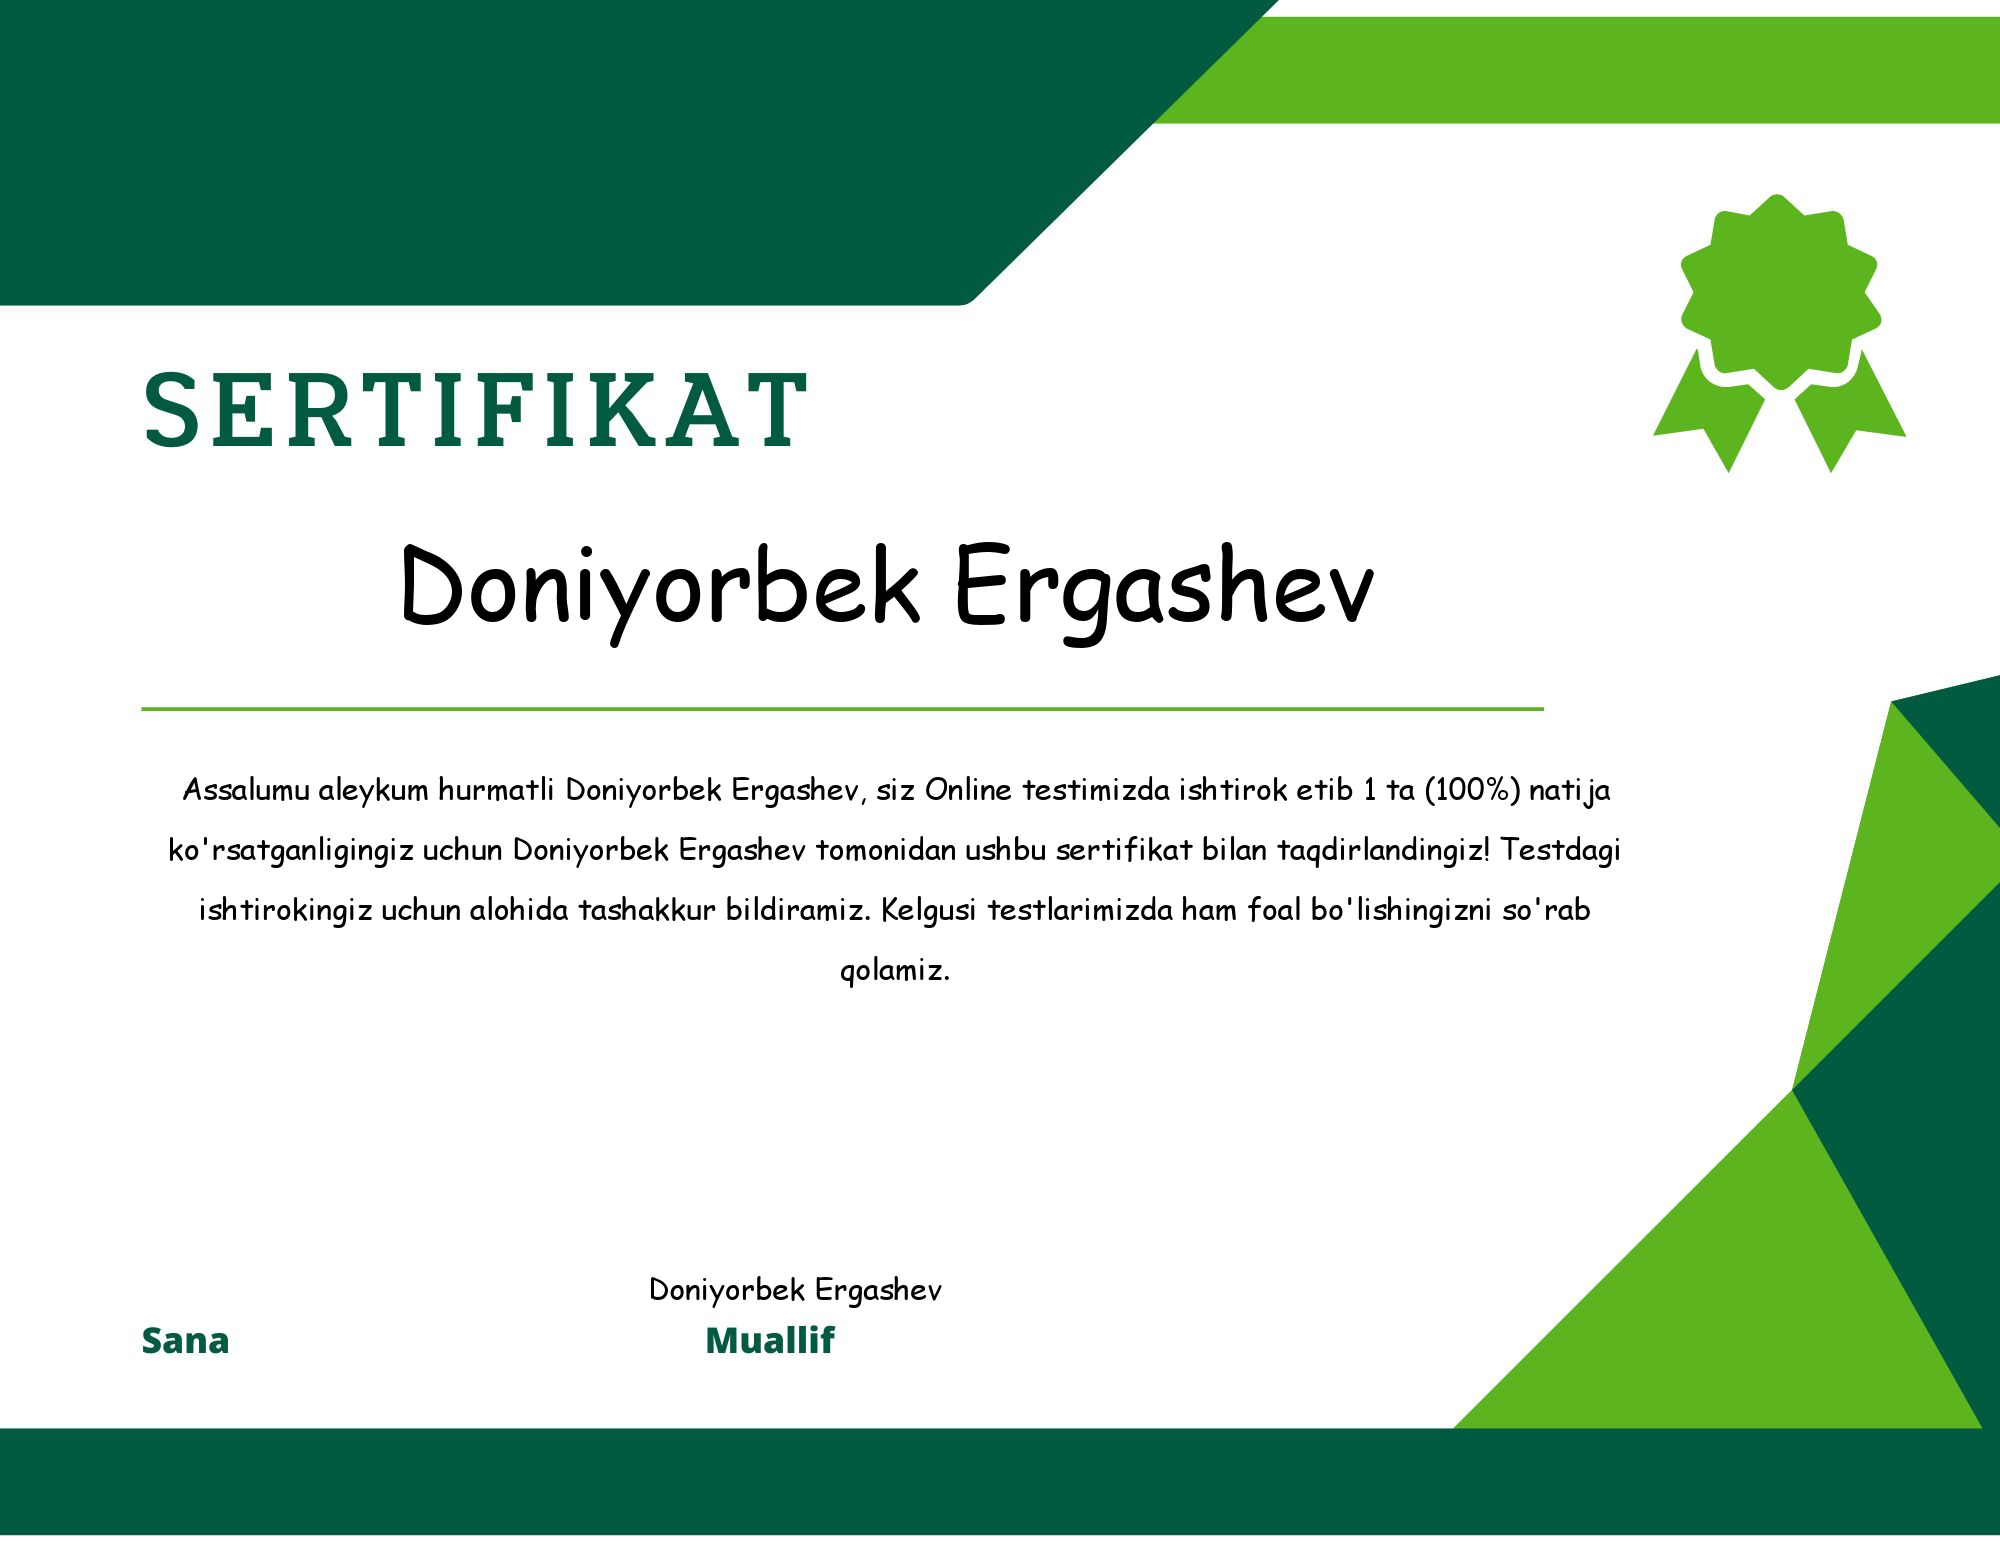 SERTIFIKAT
Doniyorbek Ergashev
Assalumu aleykum hurmatli Doniyorbek Ergashev, siz Online testimizda ishtirok etib 1 ta (100%) natija
ko'rsatganligingiz uchun Doniyorbek Ergashev tomonidan ushbu sertifikat bilan taqdirlandingiz! Testdagi
ishtirokingiz uchun alohida tashakkur bildiramiz. Kelgusi testlarimizda ham foal bo'lishingizni so'rab
qolamiz.
Doniyorbek Ergashev
Sana Muallif